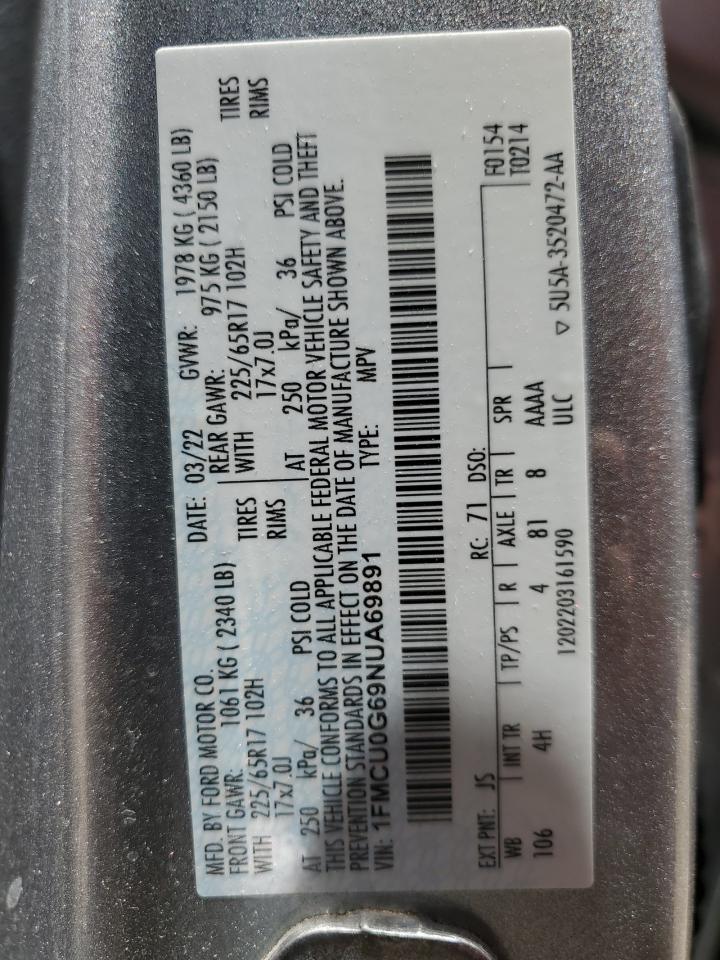 MFD. BY FORD MOTOR CO. DATE: 03/22 GVWR: 1978 KG ( 4360 LB)
FRONT GAWR: 1061 KG ( 2340 LB) REAR GAWR: 975 KG ( 2150 LB)
WITH 225/65R17 102H TIRES WITH 225/65R17 102H TIRES
17x7.0J RIMS 17x7.0J RIMS
AT 250 kPa/ 36 PSI COLD AT 250 kPa/ 36 PSI COLD
THIS VEHICLE CONFORMS TO ALL APPLICABLE FEDERAL MOTOR VEHICLE SAFETY AND THEFT
PREVENTION STANDARDS IN EFFECT ON THE DATE OF MANUFACTURE SHOWN ABOVE.
VIN: 1FMCU0G69NUA69891 TYPE: MPV
EXT PNT: JS RC: 71 DSO: F0154
WB INT TR TP/PS R AXLE TR SPR T0214
106 4H 4 81 8 AAAA
1202203161590 ULC ▽ 5U5A-3520472-AA